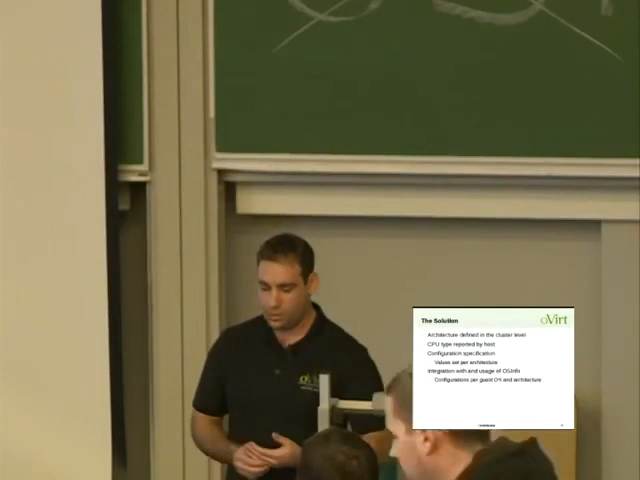 The Solution
oVirt
Architecture defined in the cluster level
CPU type reported by host
Configuration specification
Values set per architecture
Integration with and usage of OSInfo
Configurations per guest OS and architecture